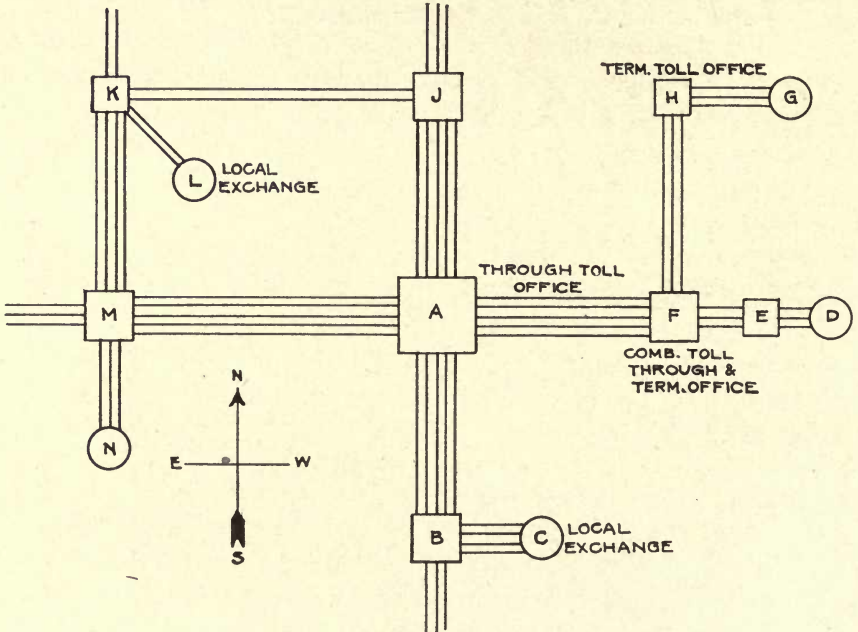 K
J
TERM. TOLL OFFICE
H
G
L
LOCAL
EXCHANGE
THROUGH TOLL
OFFICE
M
A
F
E
D
COMB. TOLL
THROUGH &
TERM. OFFICE
N
N
E
W
S
B
C
LOCAL
EXCHANGE